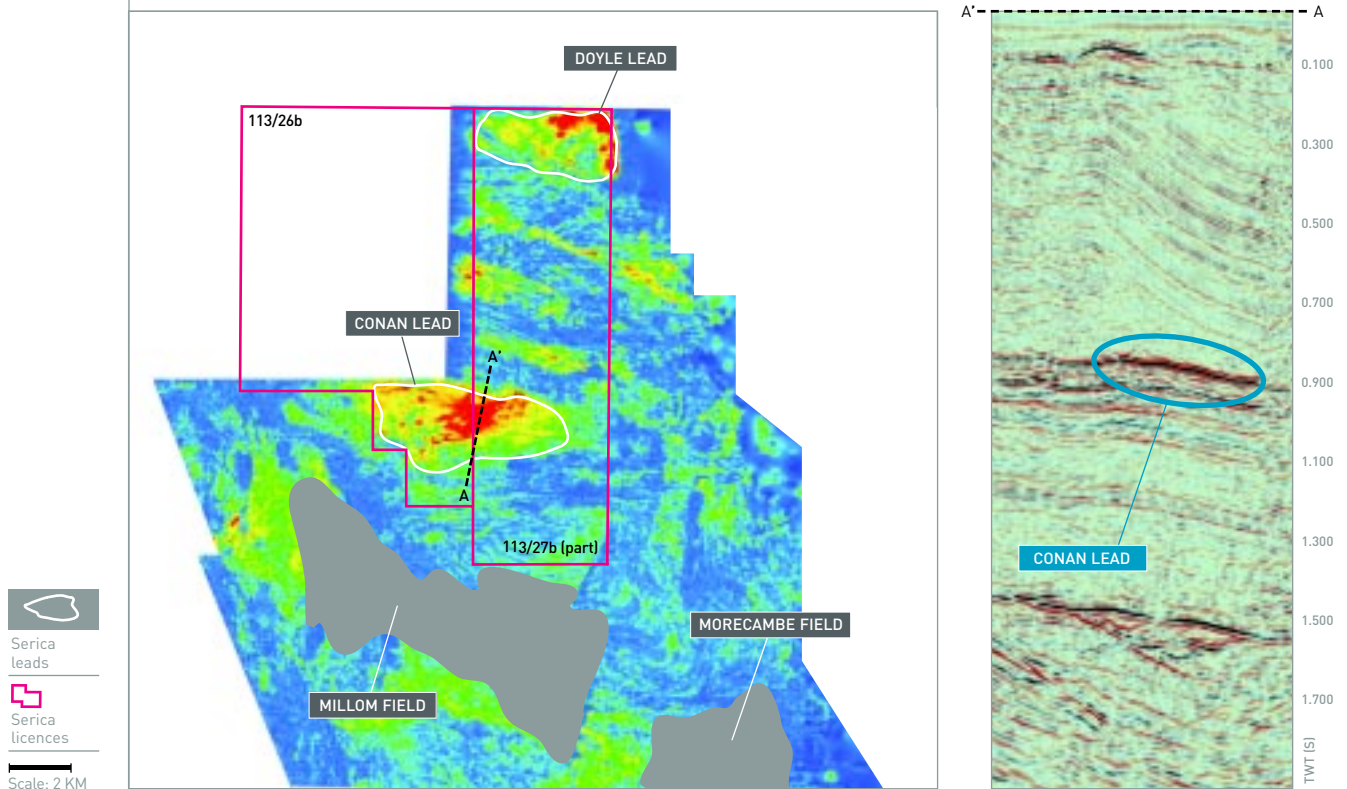 DOYLE LEAD
113/26b
CONAN LEAD
A'
A
113/27b (part)
MORECAMBE FIELD
MILLOM FIELD
Serica
leads
Serica
licences
Scale: 2 KM
A'
A
0.100
0.300
0.500
0.700
0.900
1.100
CONAN LEAD
1.300
1.500
1.700
TWT (S)